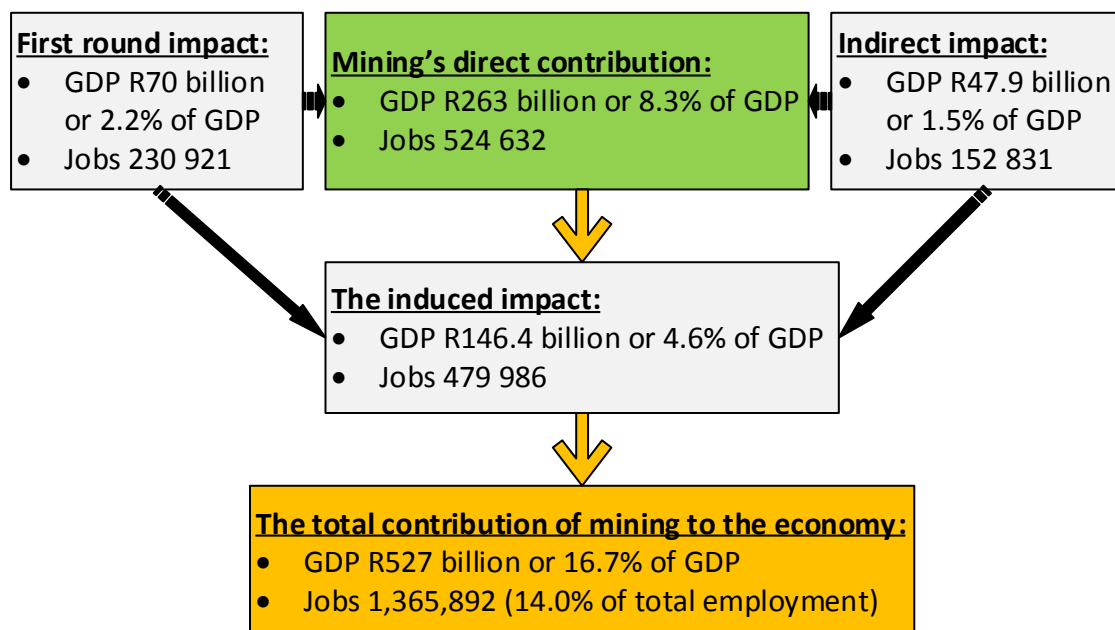 First round impact:
• GDP R70 billion
or 2.2% of GDP
• Jobs 230 921
Mining's direct contribution:
• GDP R263 billion or 8.3% of GDP
• Jobs 524 632
Indirect impact:
• GDP R47.9 billion
or 1.5% of GDP
• Jobs 152 831
The induced impact:
• GDP R146.4 billion or 4.6% of GDP
• Jobs 479 986
The total contribution of mining to the economy:
• GDP R527 billion or 16.7% of GDP
• Jobs 1,365,892 (14.0% of total employment)